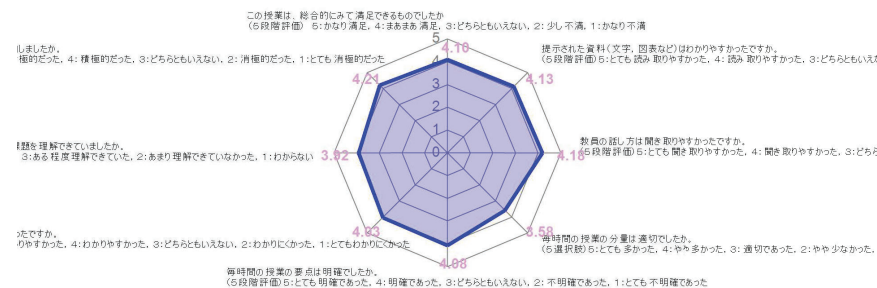 この授業は、総合的にみて満足できるものでしたか
(5段階評価) 5:かなり満足, 4:まあまあ満足, 3:どちらともいえない, 2:少し不満, 1:かなり不満
5
4.10
しましたか。
極的だった, 4:積極的だった, 3:どちらともいえない, 2:消極的だった, 1:とても消極的だった
提示された資料(文字, 図表など)はわかりやすかったですか。
(5段階評価) 5:とても読み取りやすかった, 4:読み取りやすかった, 3:どちらともいえな
4
4.21
4.13
3
2
題を理解できていましたか。
3:ある程度理解できていた, 2:あまり理解できていなかった, 1:わからない
3.92
1
0
教員の話し方は聞き取りやすかったですか。
4.18
(5段階評価) 5:とても聞き取りやすかった, 4:聞き取りやすかった, 3:どちら
ったですか。
りやすかった, 4:わかりやすかった, 3:どちらともいえない, 2:わかりにくかった, 1:とてもわかりにくかった
4.03
3.58
毎時間の授業の分量は適切でしたか。
(5選択肢) 5:とても多かった, 4:やや多かった, 3:適切であった, 2:やや少なかった,
4.08
毎時間の授業の要点は明確でしたか。
(5段階評価) 5:とても明確であった, 4:明確であった, 3:どちらともいえない, 2:不明確であった, 1:とても不明確であった